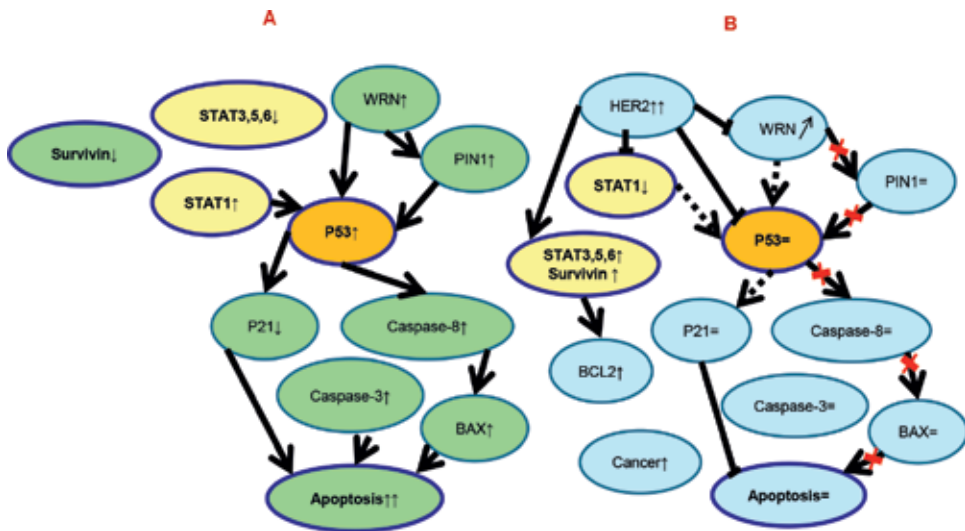 A
STAT3,5,6↓
WRN↑
Survivin↓
PIN1↑
STAT1↑
P53↑
P21↓
Caspase-8↑
Caspase-3↑
BAX↑
Apoptosis↑↑
B
HER2↑↑
WRN↗
STAT1↓
PIN1=
P53=
STAT3,5,6↑
Survivin ↑
P21=
Caspase-8=
BCL2↑
Caspase-3=
BAX=
Cancer↑
Apoptosis=